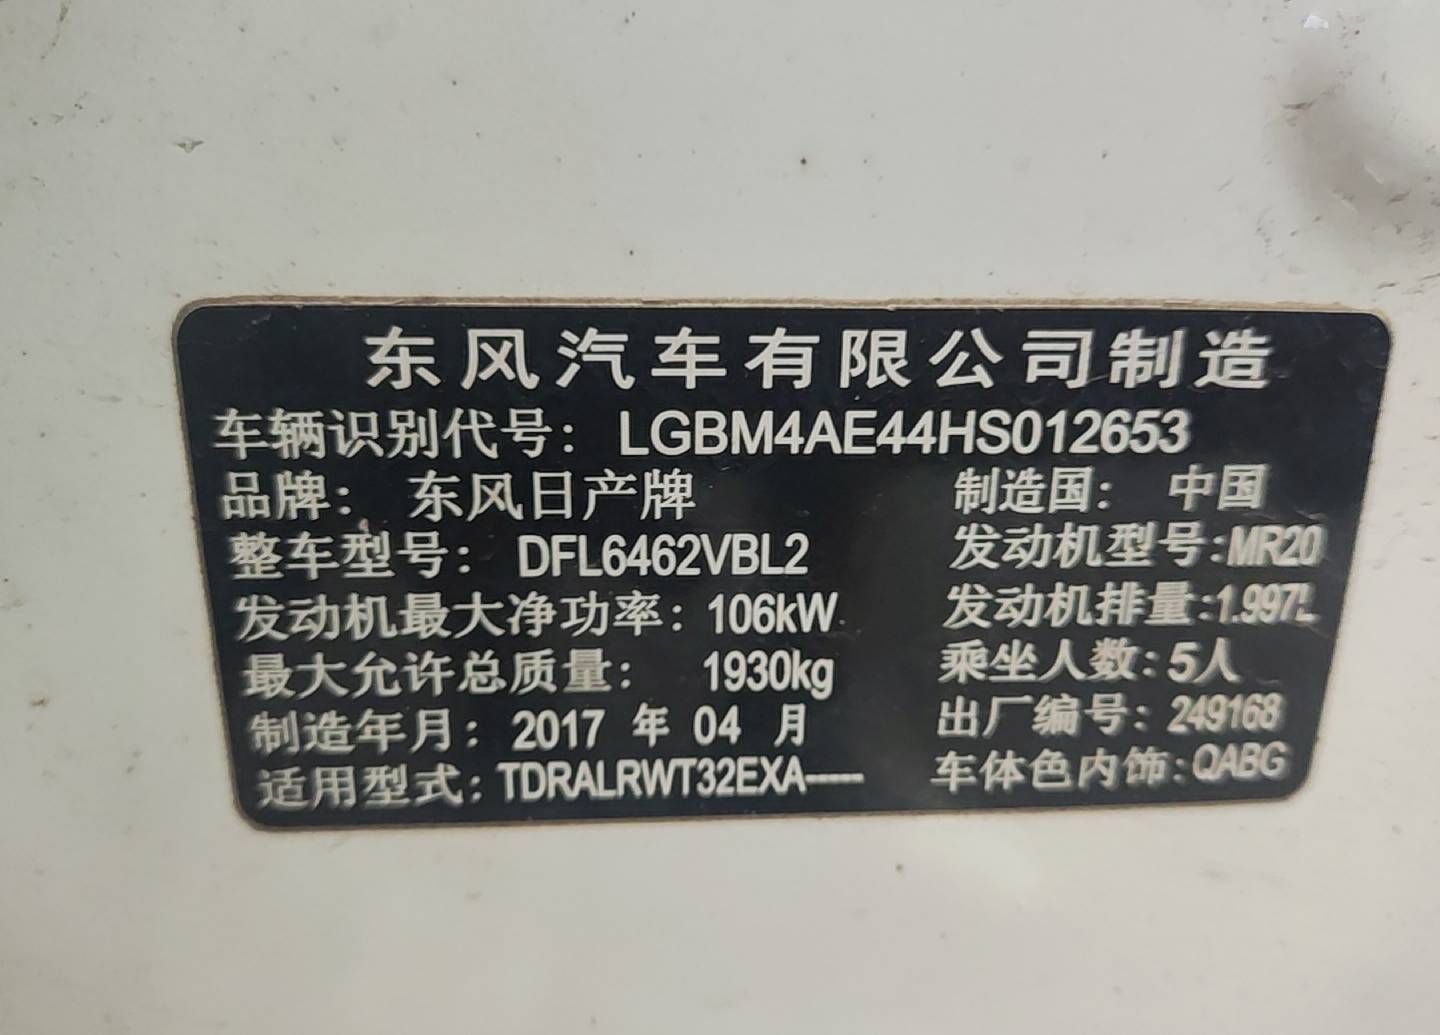 东风汽车有限公司制造
车辆识别代号：LGBM4AE44HS012653
品牌：东风日产牌 制造国：中国
整车型号：DFL6462VBL2 发动机型号:MR20
发动机最大净功率：106kW 发动机排量:1.997L
最大允许总质量：1930kg 乘坐人数:5人
制造年月：2017 年 04 月 出厂编号：249168
适用型式:TDRALRWT32EXA----- 车体色内饰:QABG